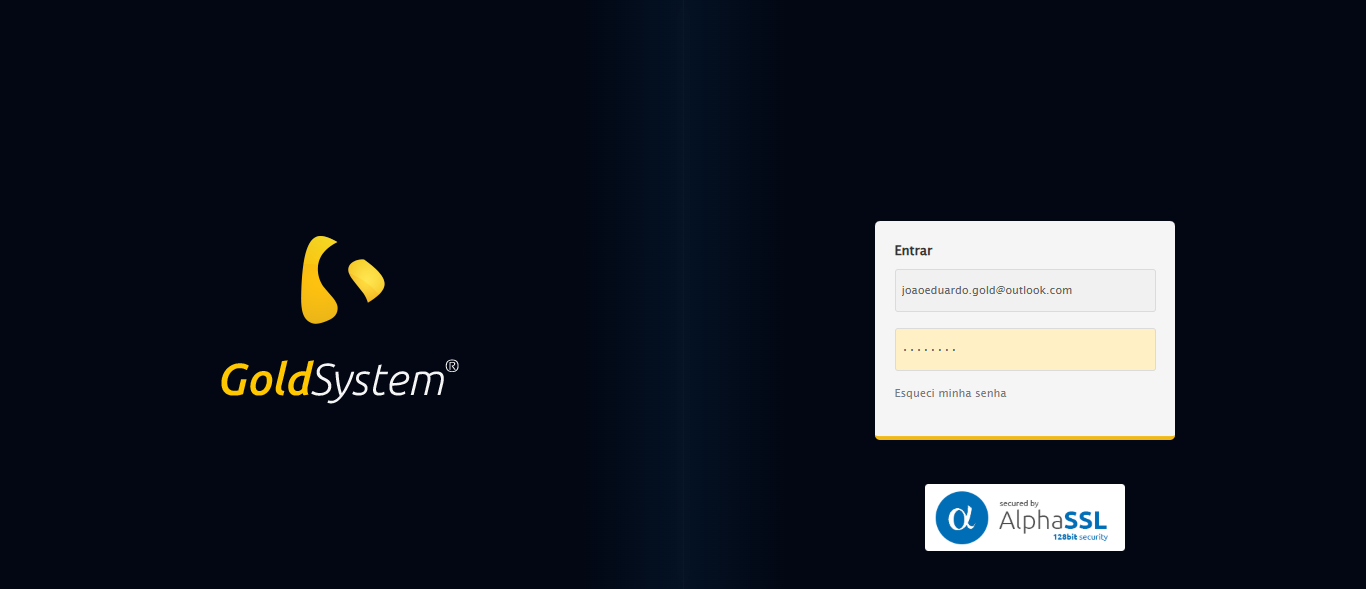 GoldSystem®
Entrar
joaoeduardo.gold@outlook.com
········
Esqueci minha senha
α
secured by
AlphaSSL
128bit security